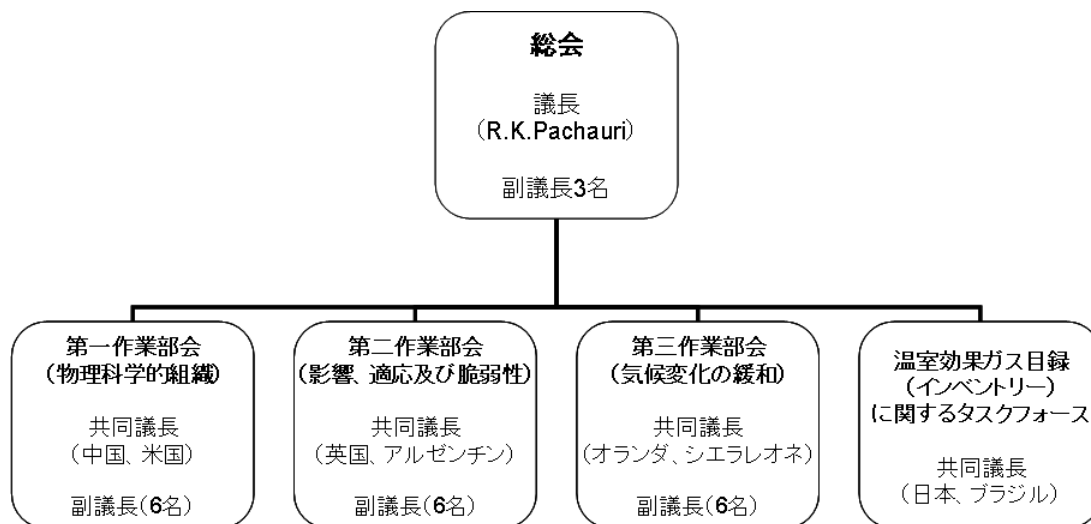 総会
議長
（R.K.Pachauri）
副議長3名
第一作業部会
（物理科学的組織）
共同議長
（中国、米国）
副議長（6名）
第二作業部会
（影響、適応及び脆弱性）
共同議長
（英国、アルゼンチン）
副議長（6名）
第三作業部会
（気候変化の緩和）
共同議長
（オランダ、シエラレオネ）
副議長（6名）
温室効果ガス目録
（インベントリー）
に関するタスクフォース
共同議長
（日本、ブラジル）